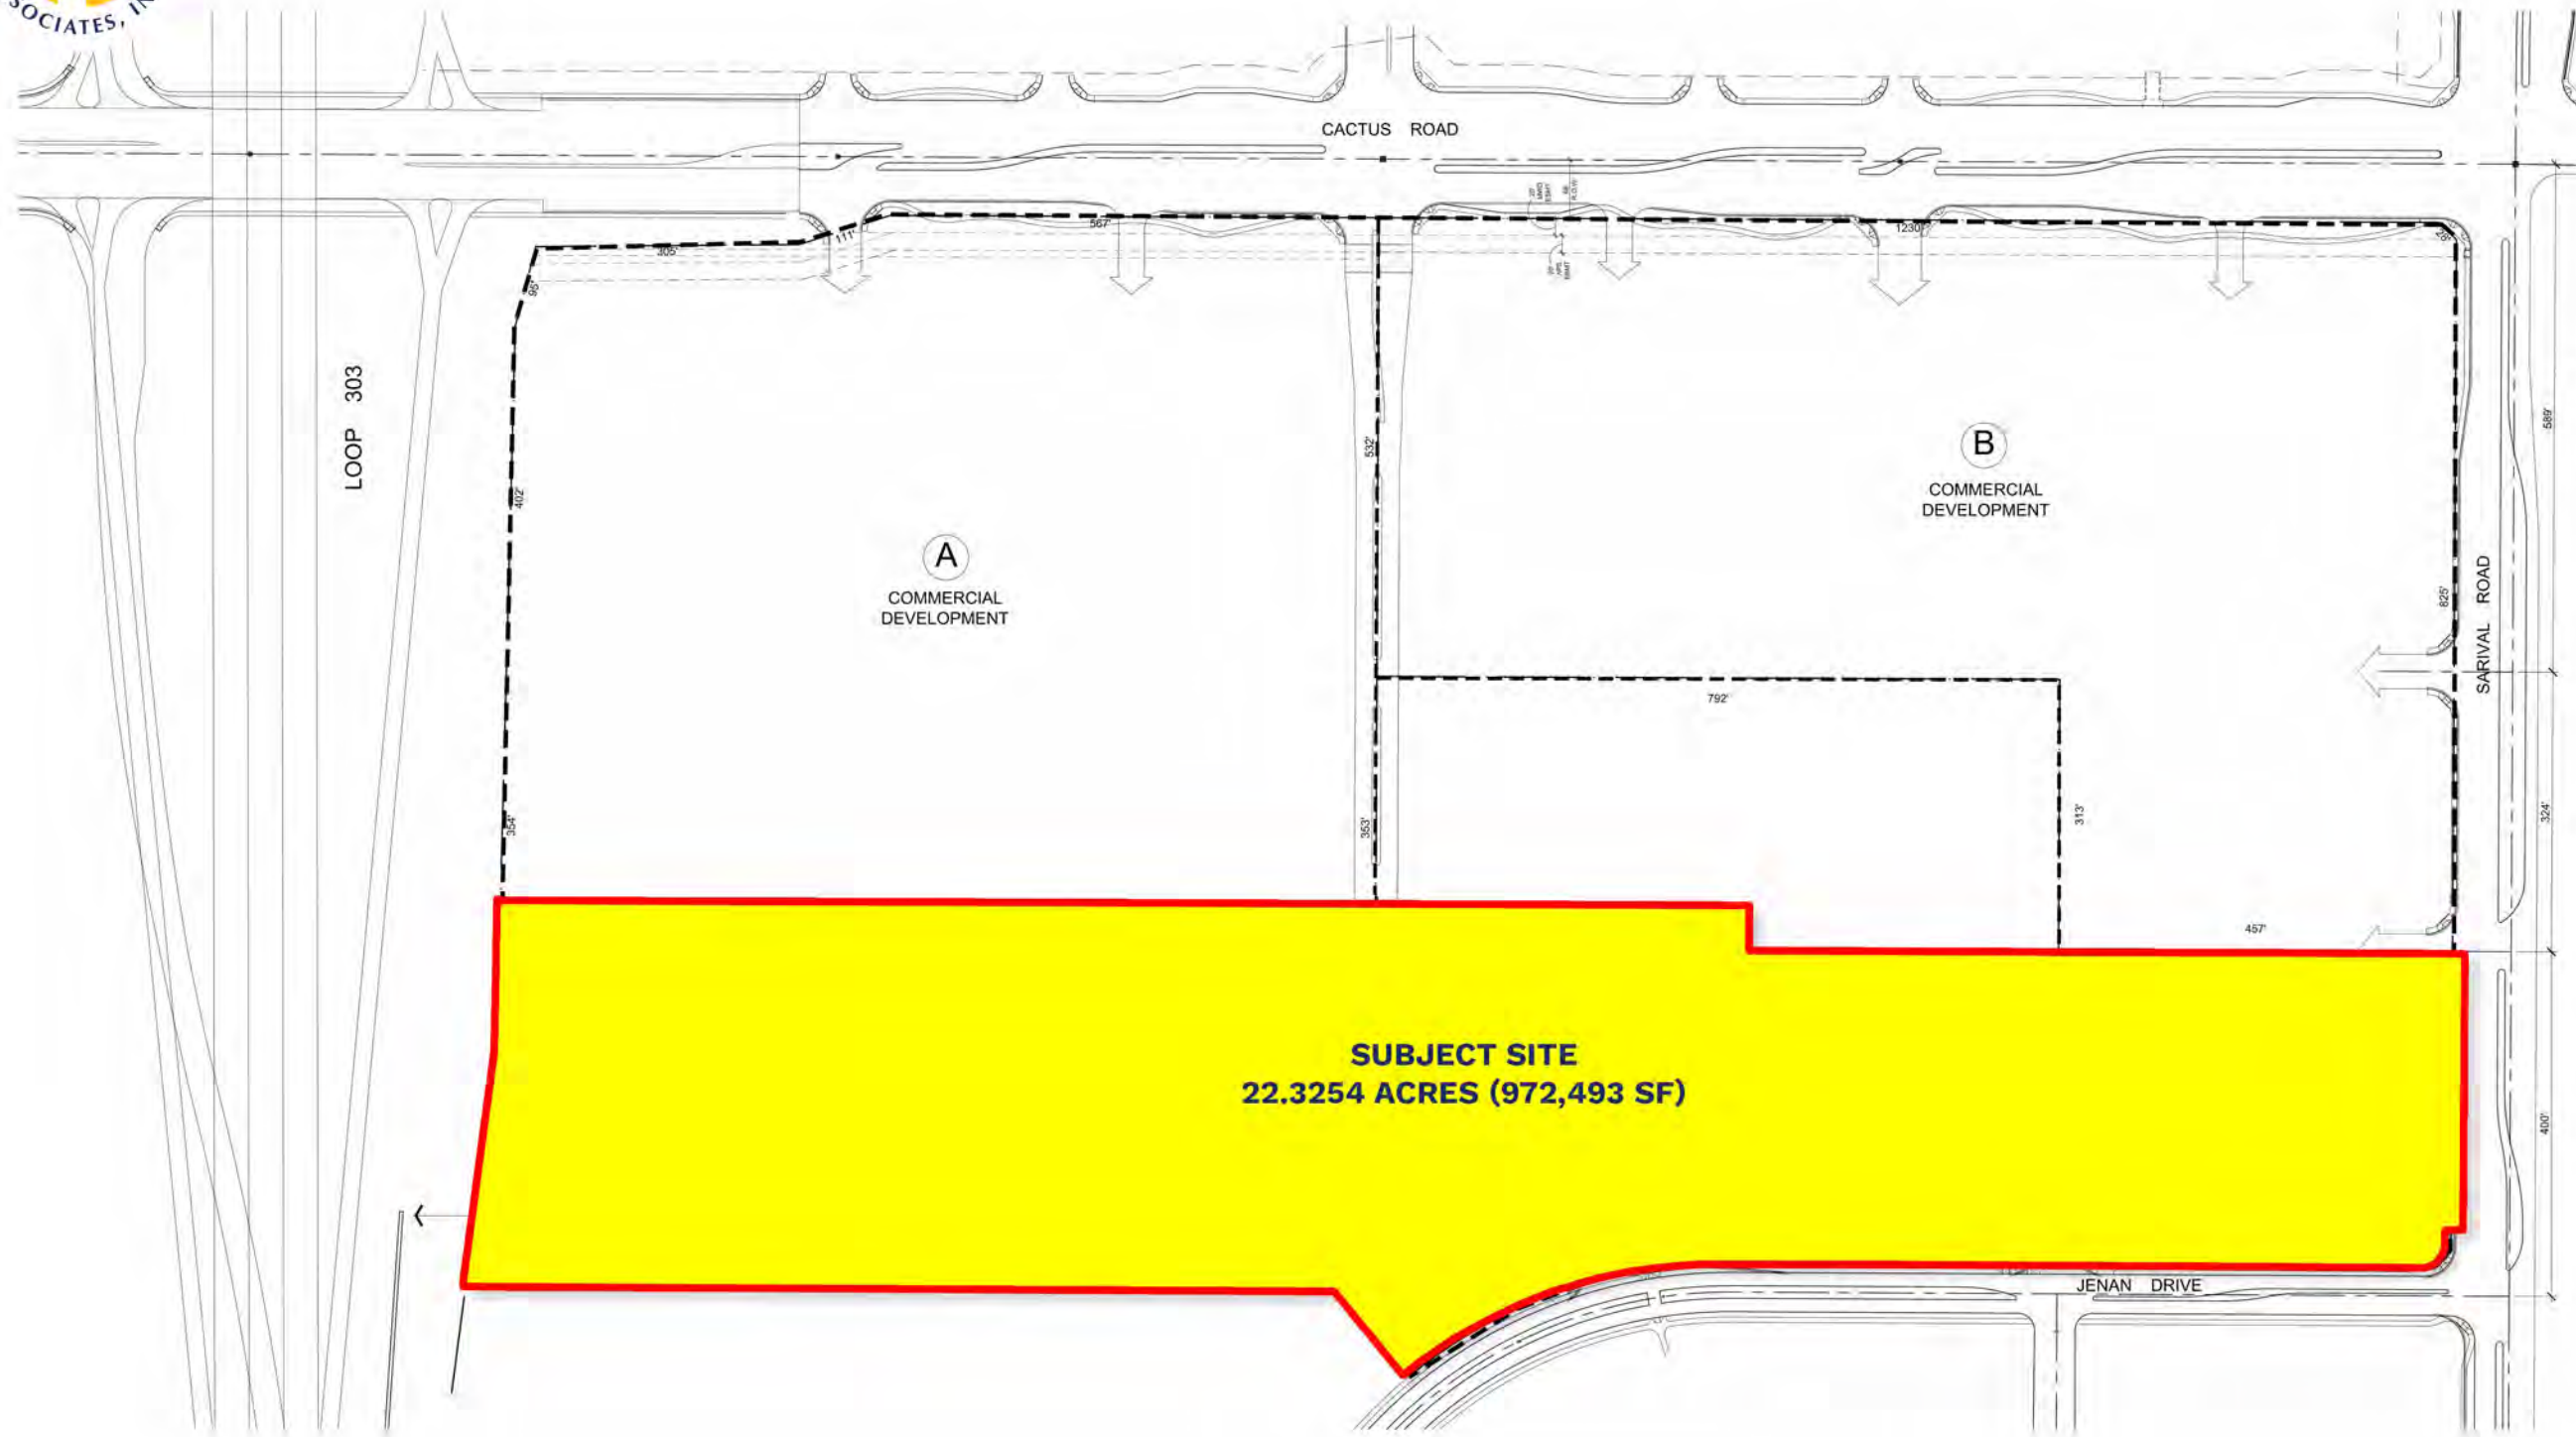 SOCIATES, IN
CACTUS ROAD
LOOP 303
305'
111'
567'
1230'
28'
95'
402'
532'
589'
A
COMMERCIAL
DEVELOPMENT
B
COMMERCIAL
DEVELOPMENT
825'
SARIVAL ROAD
792'
354'
353'
313'
324'
457'
SUBJECT SITE
22.3254 ACRES (972,493 SF)
400'
JENAN DRIVE